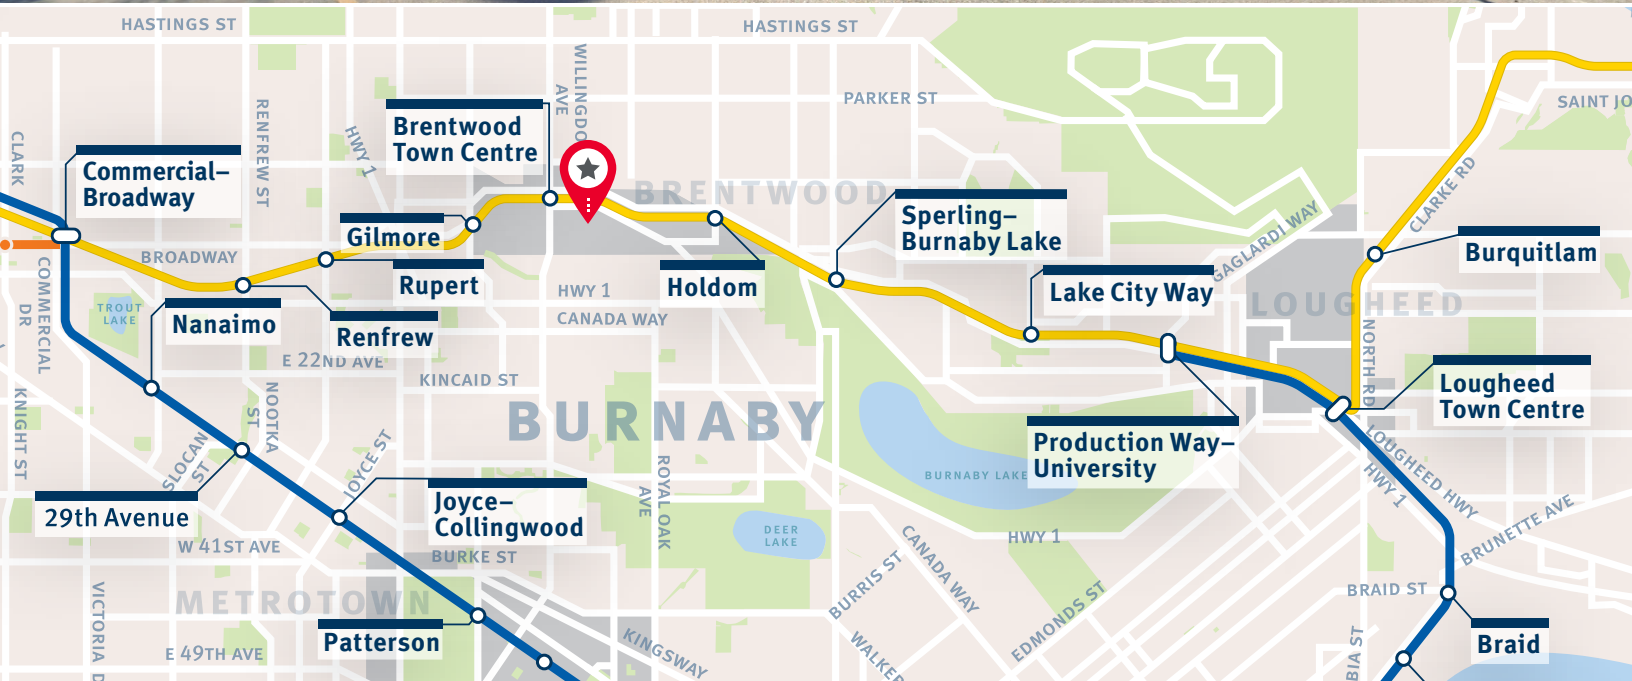 HASTINGS ST
HASTINGS ST
WILLINGDO
AVE
PARKER ST
SAINT JO
CLARK
RENFREW ST
HWY 1
Brentwood
Town Centre
Commercial–
Broadway
BRENTWOOD
Sperling–
Burnaby Lake
CLARKE RD
GAGLARDI WAY
Burquitlam
Gilmore
BROADWAY
Rupert
Holdom
Lake City Way
HWY 1
CANADA WAY
LOUGHEED
COMMERCIAL
DR
TROUT
LAKE
Nanaimo
Renfrew
E 22ND AVE
KINCAID ST
NORTH RD
Lougheed
Town Centre
KNIGHT ST
NOOTKA
ST
SLOCAN
ST
JOYCE ST
BURNABY
Production Way–
University
BURNABY LAKE
LOUGHEED HWY
HWY 1
29th Avenue
Joyce–
Collingwood
ROYAL OAK
AVE
DEER
LAKE
HWY 1
CANADA WAY
BRUNETTE AVE
W 41ST AVE
BURKE ST
BURRIS ST
EDMONDS ST
BRAID ST
VICTORIA D
METROTOWN
Patterson
KINGSWAY
WALKER
BIA ST
Braid
E 49TH AVE